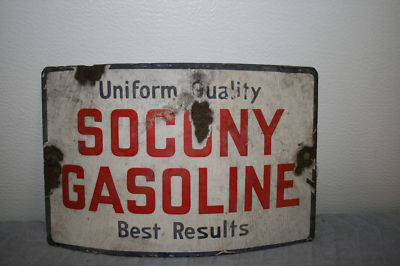 Uniform Quality
SOCONY
GASOLINE
Best Results